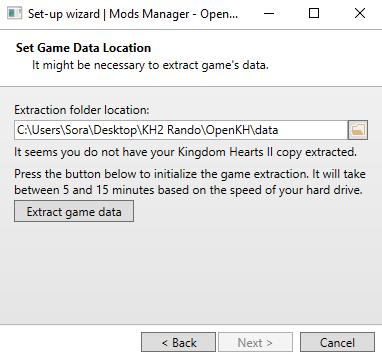 Set-up wizard | Mods Manager - Open...
Set Game Data Location
It might be necessary to extract game's data.
Extraction folder location:
C:\Users\Sora\Desktop\KH2 Rando\OpenKH\data
It seems you do not have your Kingdom Hearts II copy extracted.
Press the button below to initialize the game extraction. It will take
between 5 and 15 minutes based on the speed of your hard drive.
Extract game data
< Back
Next >
Cancel